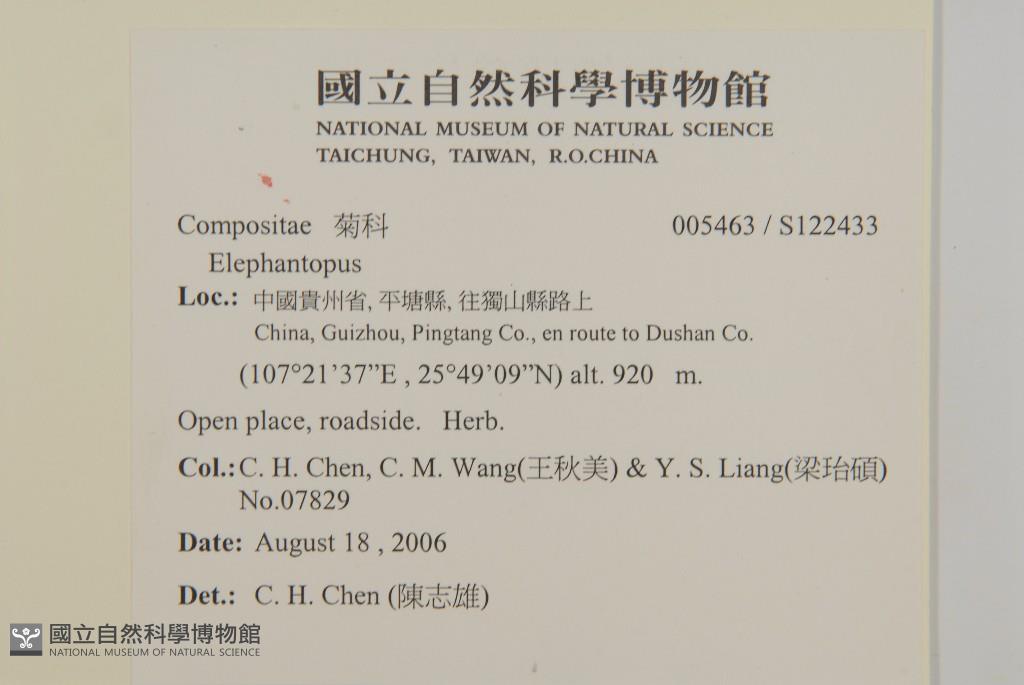 國立自然科學博物館
NATIONAL MUSEUM OF NATURAL SCIENCE
TAICHUNG, TAIWAN, R.O.CHINA
Compositae 菊科 005463 / S122433
Elephantopus
Loc.: 中國貴州省, 平塘縣, 往獨山縣路上
China, Guizhou, Pingtang Co., en route to Dushan Co.
(107°21’37”E , 25°49’09”N) alt. 920 m.
Open place, roadside. Herb.
Col.: C. H. Chen, C. M. Wang(王秋美) & Y. S. Liang(梁珆碩)
No.07829
Date: August 18 , 2006
Det.: C. H. Chen (陳志雄)
國立自然科學博物館
NATIONAL MUSEUM OF NATURAL SCIENCE